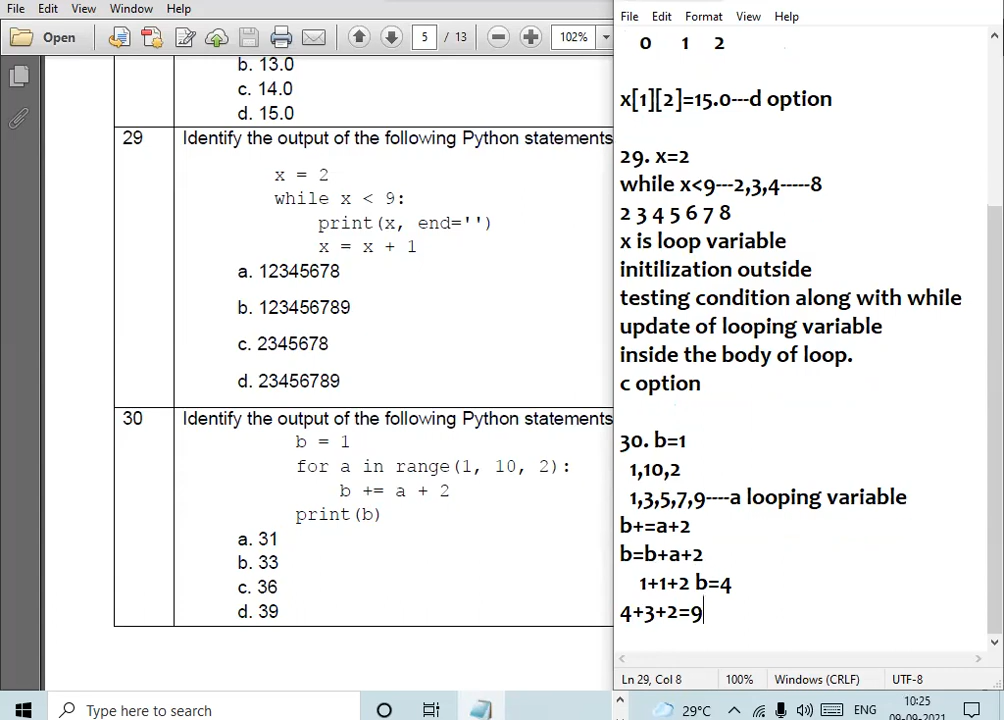 File Edit View Window Help
Open 5 / 13 102%
b. 13.0
c. 14.0
d. 15.0
29 Identify the output of the following Python statements
x = 2
while x < 9:
print(x, end='')
x = x + 1
a. 12345678
b. 123456789
c. 2345678
d. 23456789
30 Identify the output of the following Python statements
b = 1
for a in range(1, 10, 2):
b += a + 2
print(b)
a. 31
b. 33
c. 36
d. 39
File Edit Format View Help
0 1 2
x[1][2]=15.0---d option
29. x=2
while x<9---2,3,4-----8
2 3 4 5 6 7 8
x is loop variable
initilization outside
testing condition along with while
update of looping variable
inside the body of loop.
c option
30. b=1
1,10,2
1,3,5,7,9----a looping variable
b+=a+2
b=b+a+2
1+1+2 b=4
4+3+2=9
Ln 29, Col 8 100% Windows (CRLF) UTF-8
Type here to search
29°C
10:25
09-09-2021